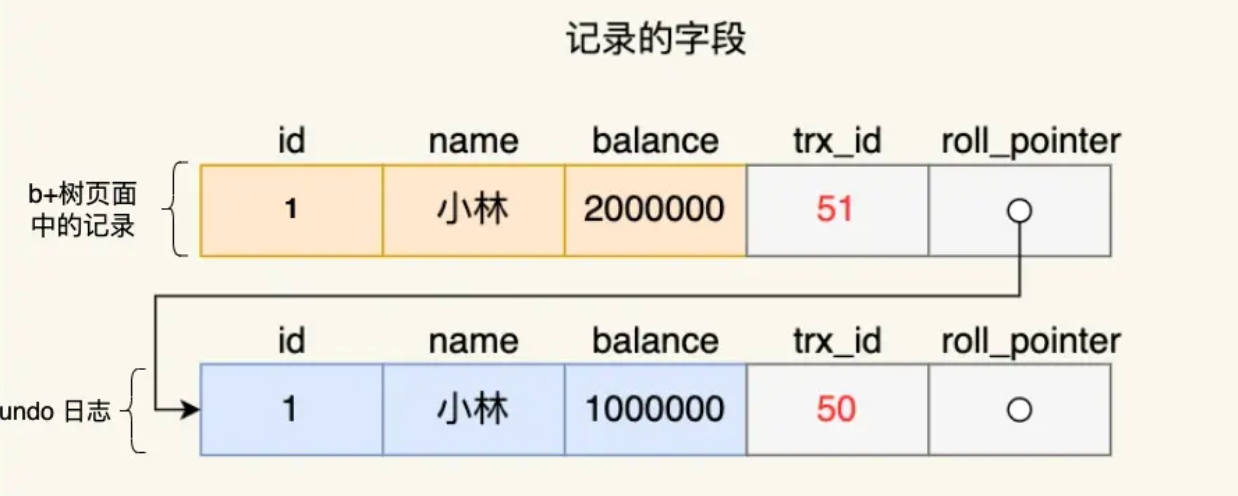 记录的字段
id name balance trx_id roll_pointer
b+树页面
中的记录
1 小林 2000000 51
id name balance trx_id roll_pointer
undo 日志
1 小林 1000000 50